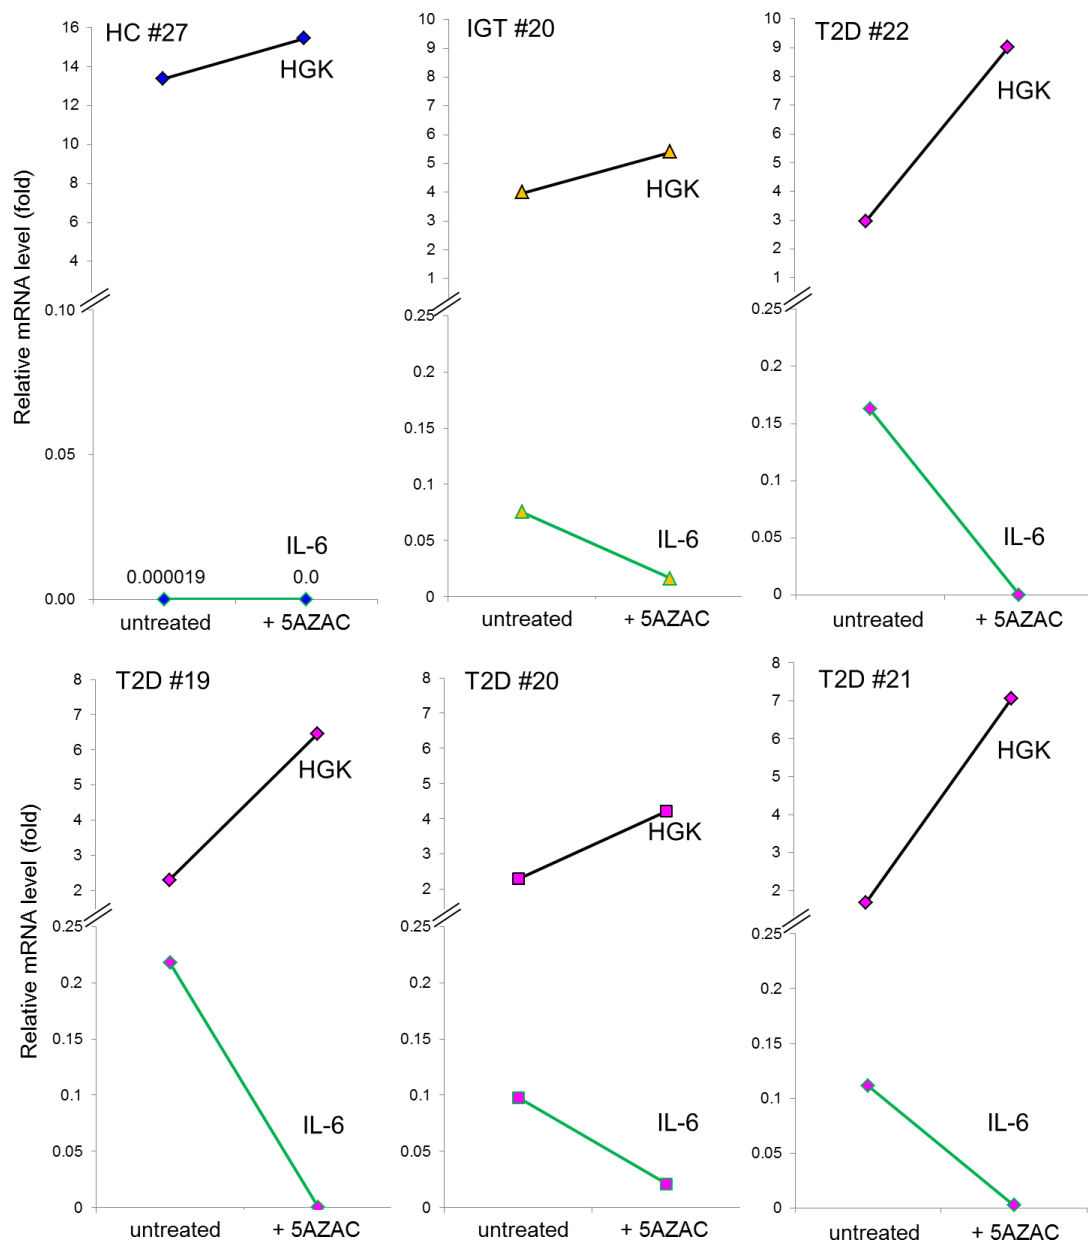 HC #27
Relative mRNA level (fold)
16
14
12
10
8
6
4
0.10
0.05
0.00
HGK
IL-6
0.000019
0.0
untreated
+ 5AZAC
IGT #20
10
9
8
7
6
5
4
3
2
1
0.25
0.2
0.15
0.1
0.05
0
HGK
IL-6
untreated
+ 5AZAC
T2D #22
10
9
8
7
6
5
4
3
2
1
0.25
0.2
0.15
0.1
0.05
0
HGK
IL-6
untreated
+ 5AZAC
T2D #19
Relative mRNA level (fold)
8
7
6
5
4
3
2
0.25
0.2
0.15
0.1
0.05
0
HGK
IL-6
untreated
+ 5AZAC
T2D #20
8
7
6
5
4
3
2
0.25
0.2
0.15
0.1
0.05
0
HGK
IL-6
untreated
+ 5AZAC
T2D #21
8
7
6
5
4
3
2
0.25
0.2
0.15
0.1
0.05
0
HGK
IL-6
untreated
+ 5AZAC